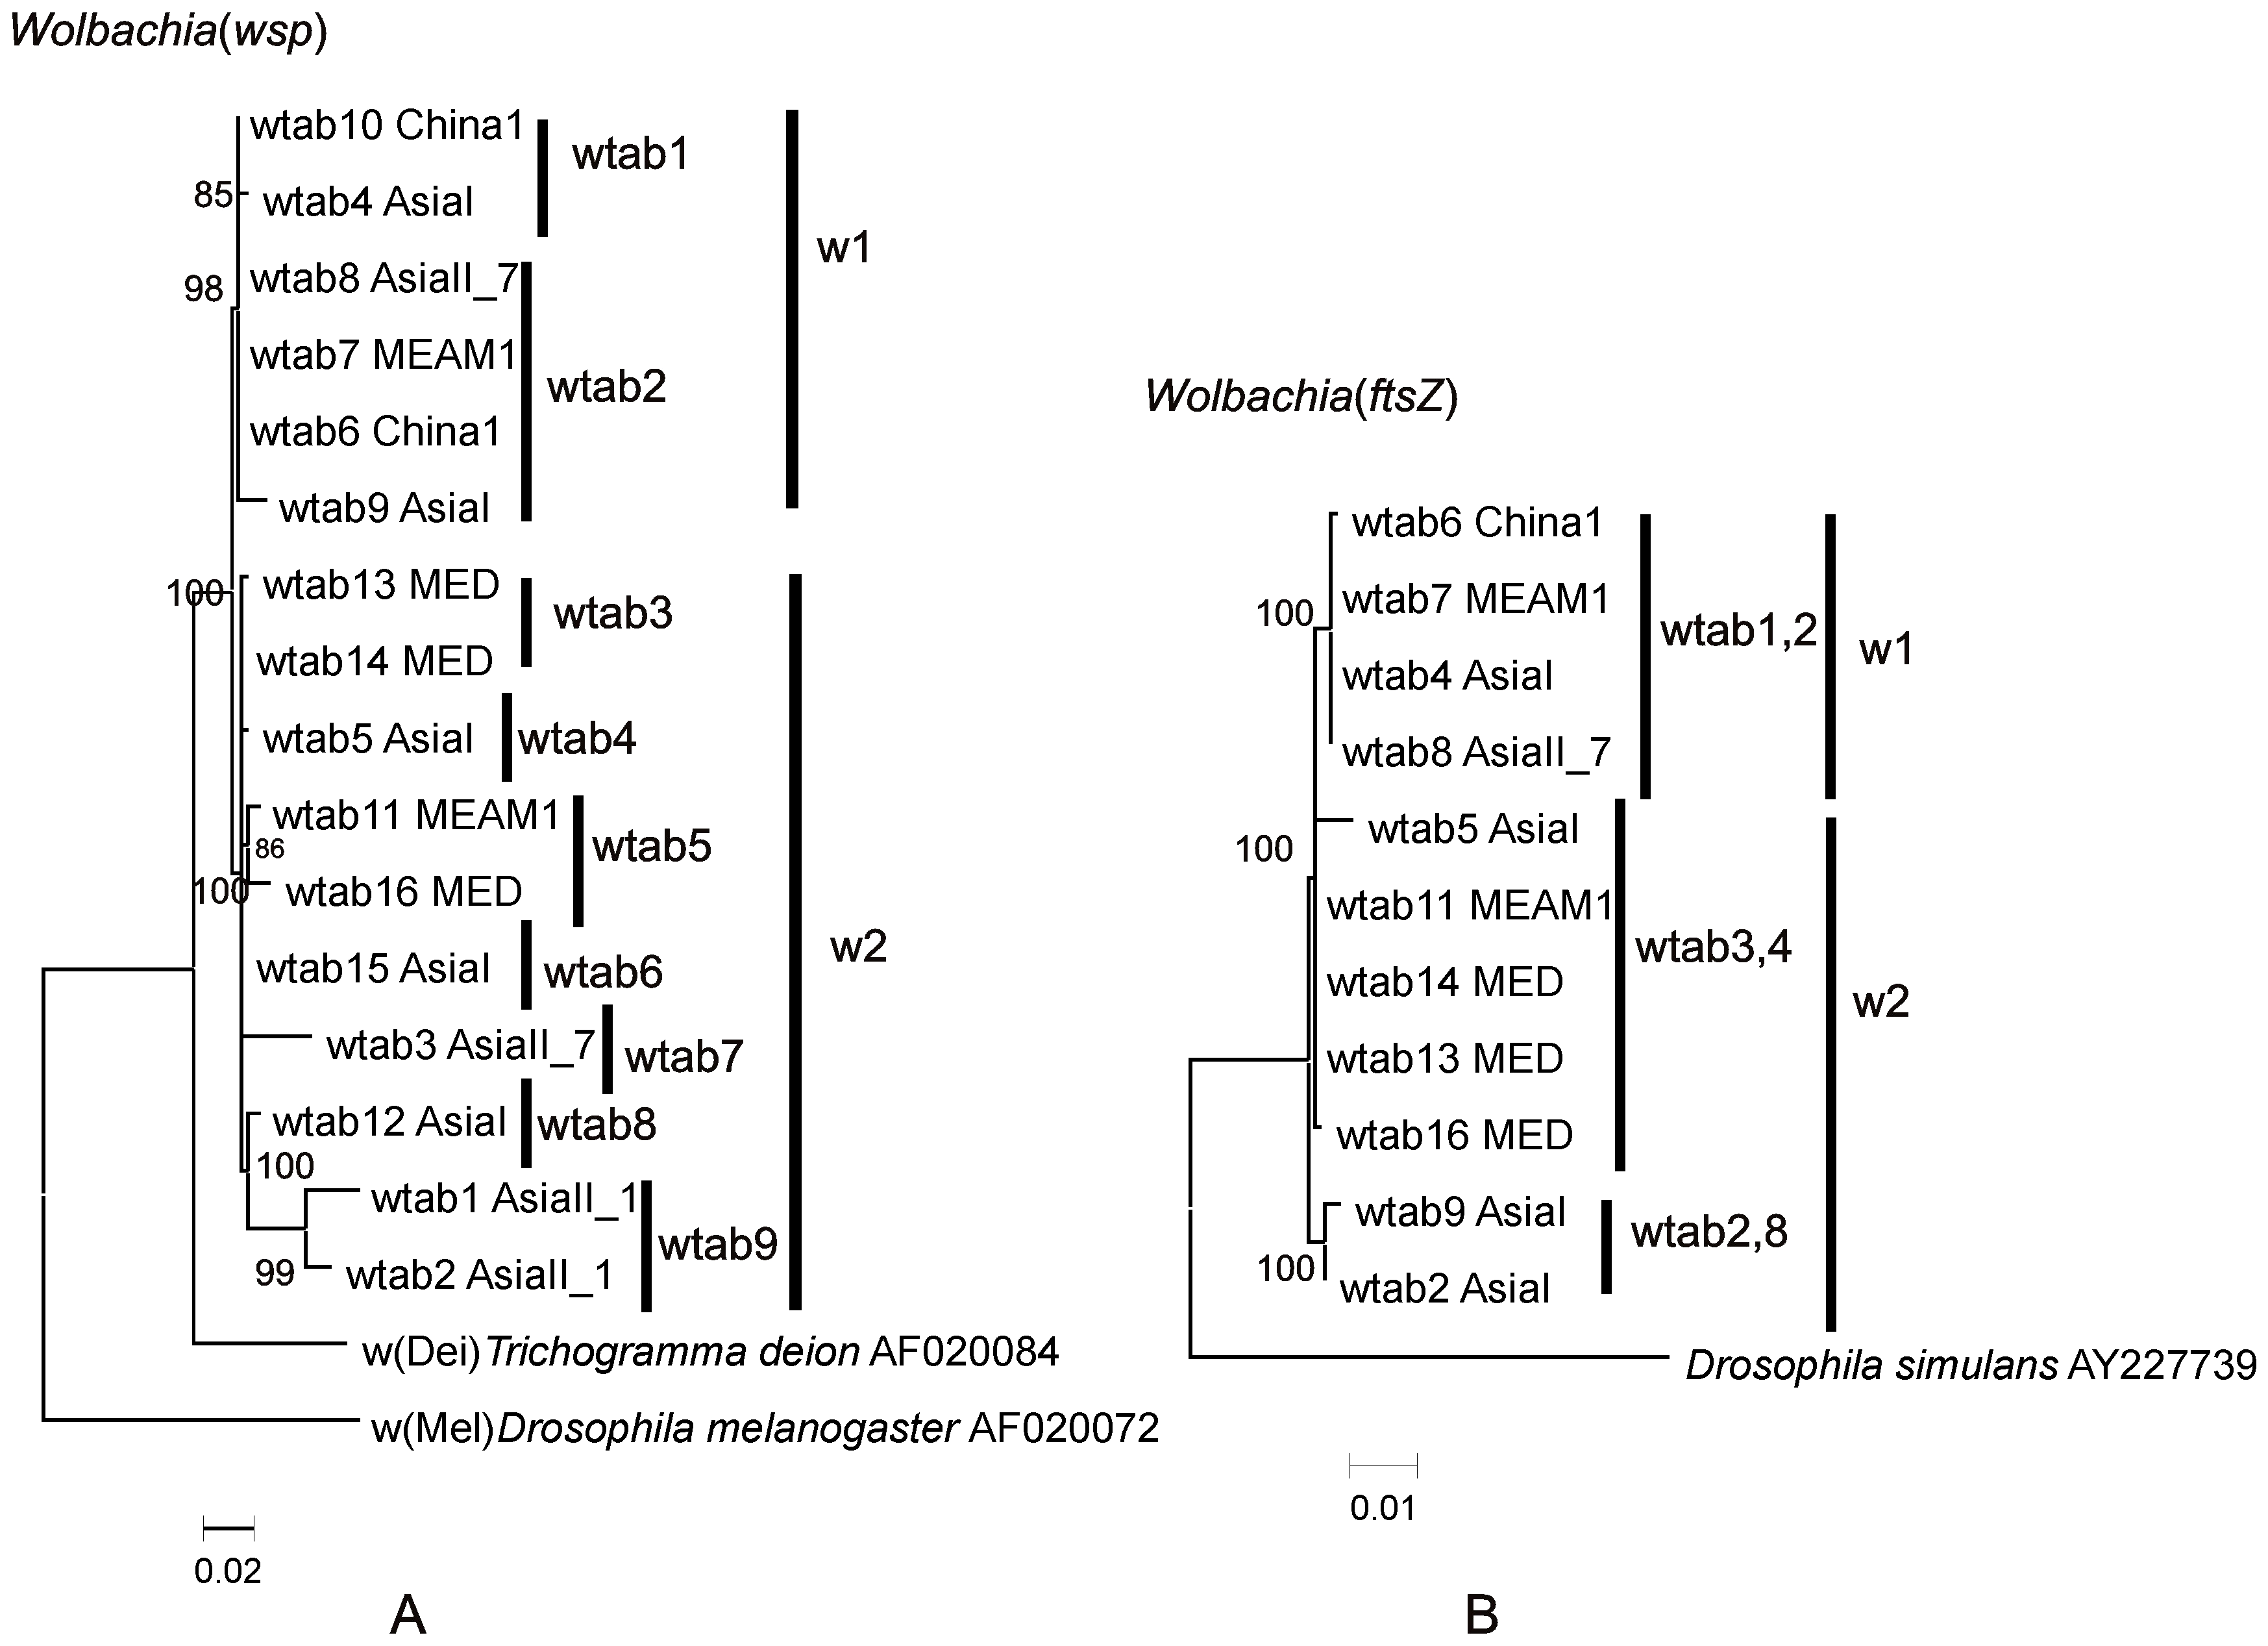 Wolbachia(wsp)
wtab10 China1
85
wtab4 AsiaI
wtab1
98
wtab8 AsiaII_7
wtab7 MEAM1
wtab6 China1
wtab9 AsiaI
wtab2
w1
100
wtab13 MED
wtab14 MED
wtab3
wtab5 AsiaI
wtab4
wtab11 MEAM1
86
100
wtab16 MED
wtab5
wtab15 AsiaI
wtab6
wtab3 AsiaII_7
wtab7
wtab12 AsiaI
wtab8
100
wtab1 AsiaII_1
99
wtab2 AsiaII_1
wtab9
w2
w(Dei)Trichogramma deion AF020084
w(Mel)Drosophila melanogaster AF020072
0.02
A
Wolbachia(ftsZ)
wtab6 China1
100
wtab7 MEAM1
wtab4 AsiaI
wtab8 AsiaII_7
wtab1,2
w1
100
wtab5 AsiaI
wtab11 MEAM1
wtab14 MED
wtab13 MED
wtab16 MED
wtab3,4
w2
wtab9 AsiaI
100
wtab2 AsiaI
wtab2,8
Drosophila simulans AY227739
0.01
B